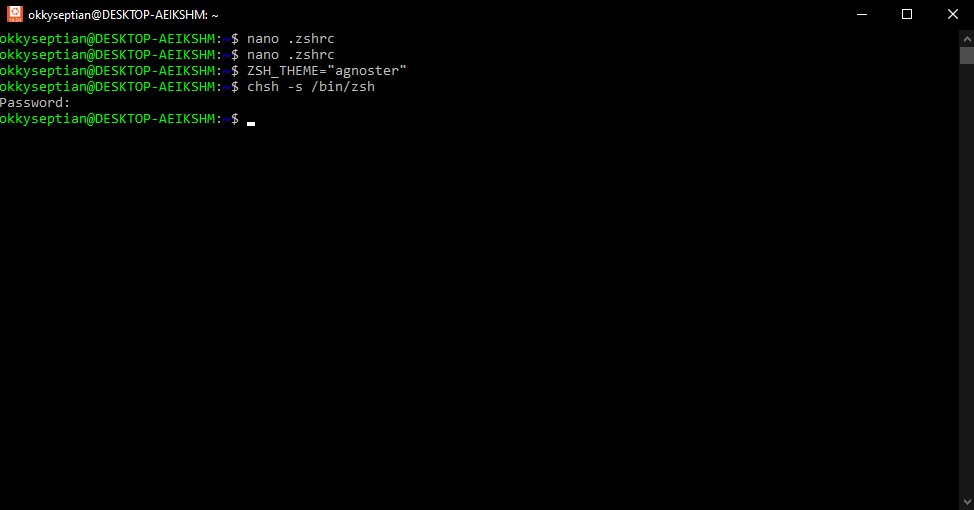 okkyseptian@DESKTOP-AEIKSHM: ~
okkyseptian@DESKTOP-AEIKSHM:~$ nano .zshrc
okkyseptian@DESKTOP-AEIKSHM:~$ nano .zshrc
okkyseptian@DESKTOP-AEIKSHM:~$ ZSH_THEME="agnoster"
okkyseptian@DESKTOP-AEIKSHM:~$ chsh -s /bin/zsh
Password:
okkyseptian@DESKTOP-AEIKSHM:~$